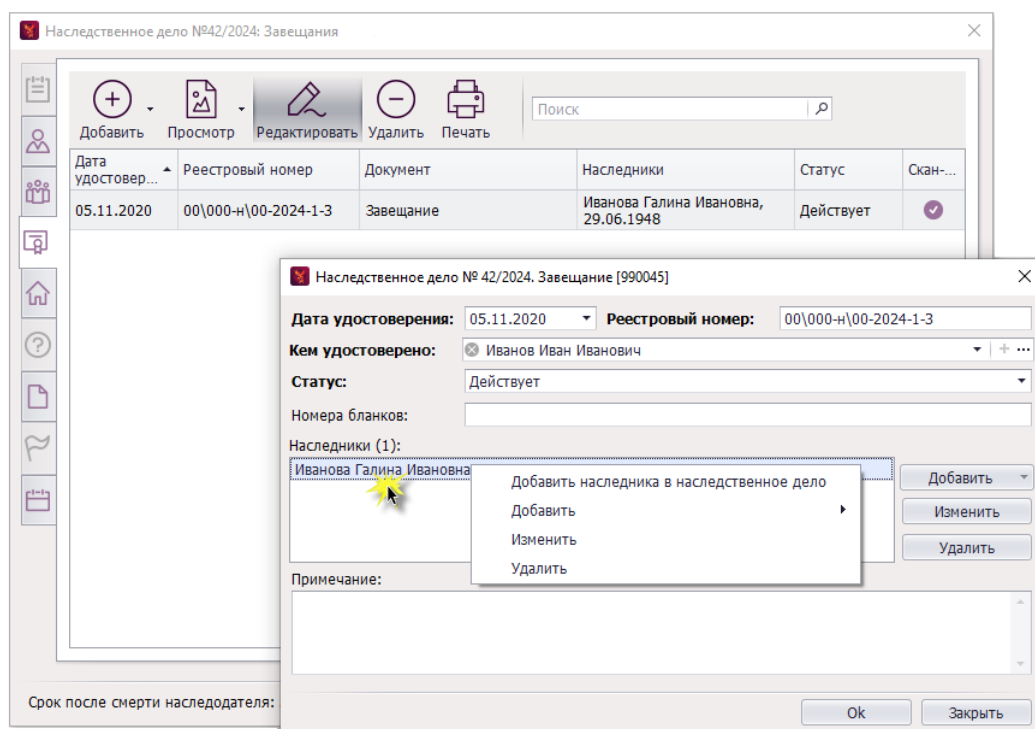 Наследственное дело №42/2024: Завещания
Добавить Просмотр Редактировать Удалить Печать Поиск
Дата удостовер... Реестровый номер Документ Наследники Статус Скан-...
05.11.2020 00\000-н\00-2024-1-3 Завещание Иванова Галина Ивановна, 29.06.1948 Действует
Наследственное дело № 42/2024. Завещание [990045]
Дата удостоверения: 05.11.2020 Реестровый номер: 00\000-н\00-2024-1-3
Кем удостоверено: Иванов Иван Иванович
Статус: Действует
Номера бланков:
Наследники (1):
Иванова Галина Ивановна
Добавить наследника в наследственное дело
Добавить
Изменить
Удалить
Добавить
Изменить
Удалить
Примечание:
Срок после смерти наследодателя:
Ok Закрыть